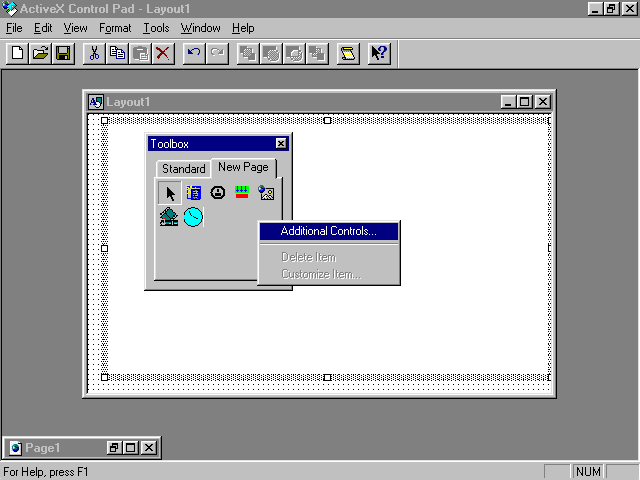 ActiveX Control Pad - Layout1
File Edit View Format Tools Window Help
Layout1
Toolbox
Standard New Page
Additional Controls...
Delete Item
Customize Item...
Page1
For Help, press F1 NUM